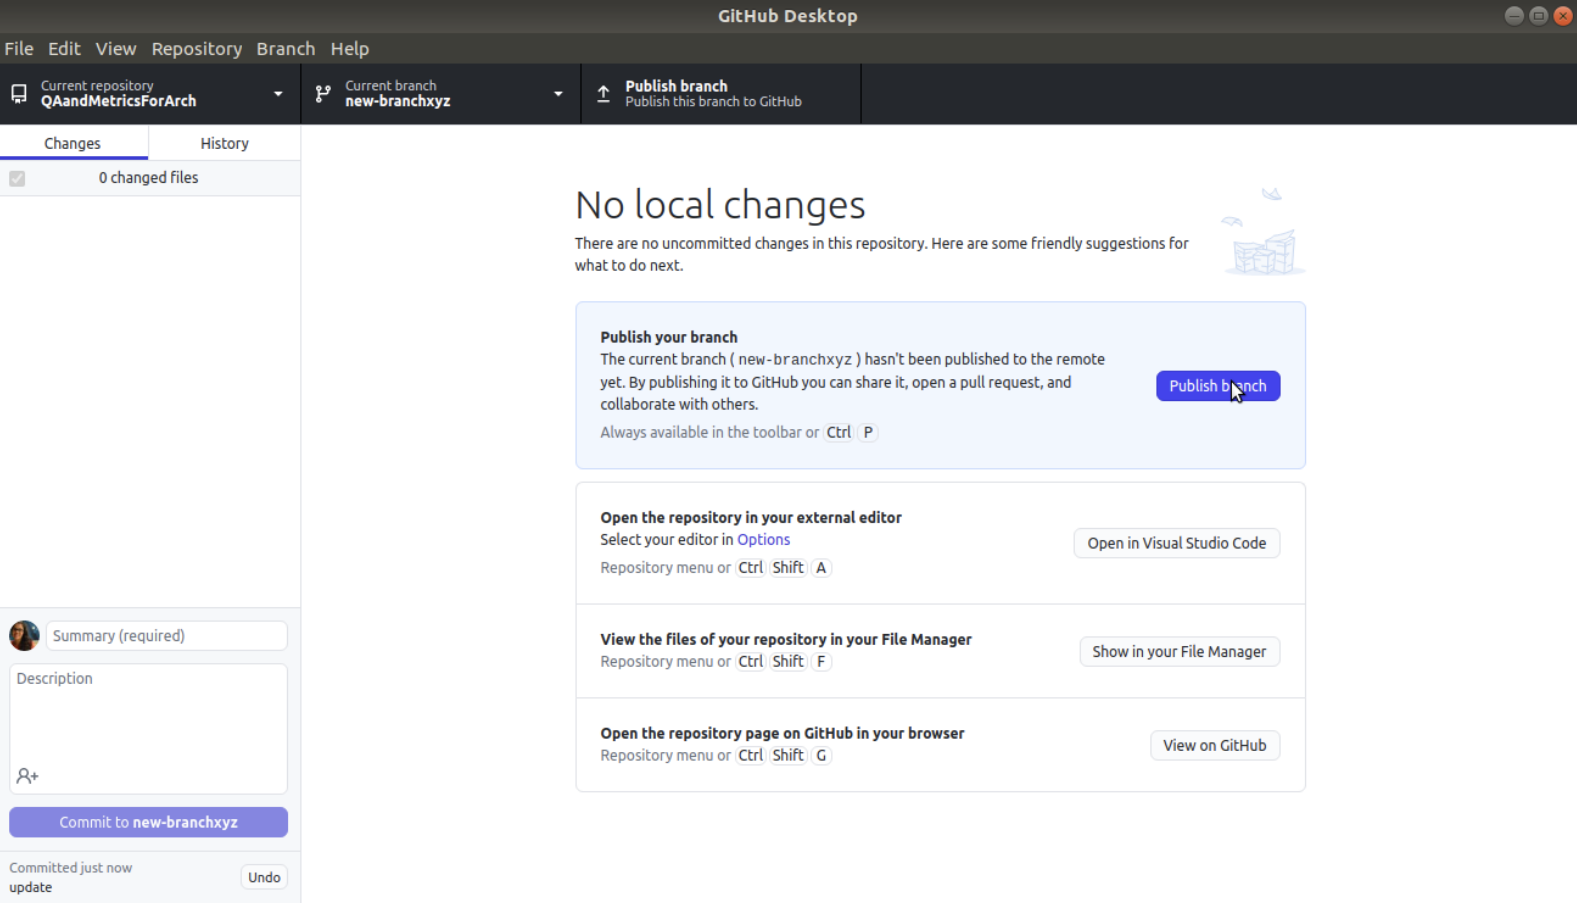 GitHub Desktop
File Edit View Repository Branch Help
Current repository
QAandMetricsForArch
Current branch
new-branchxyz
Publish branch
Publish this branch to GitHub
Changes
History
0 changed files
No local changes
There are no uncommitted changes in this repository. Here are some friendly suggestions for
what to do next.
Publish your branch
The current branch ( new-branchxyz ) hasn't been published to the remote
yet. By publishing it to GitHub you can share it, open a pull request, and
collaborate with others.
Always available in the toolbar or Ctrl P
Publish branch
Open the repository in your external editor
Select your editor in Options
Repository menu or Ctrl Shift A
Open in Visual Studio Code
View the files of your repository in your File Manager
Repository menu or Ctrl Shift F
Show in your File Manager
Open the repository page on GitHub in your browser
Repository menu or Ctrl Shift G
View on GitHub
Summary (required)
Description
Commit to new-branchxyz
Committed just now
update
Undo